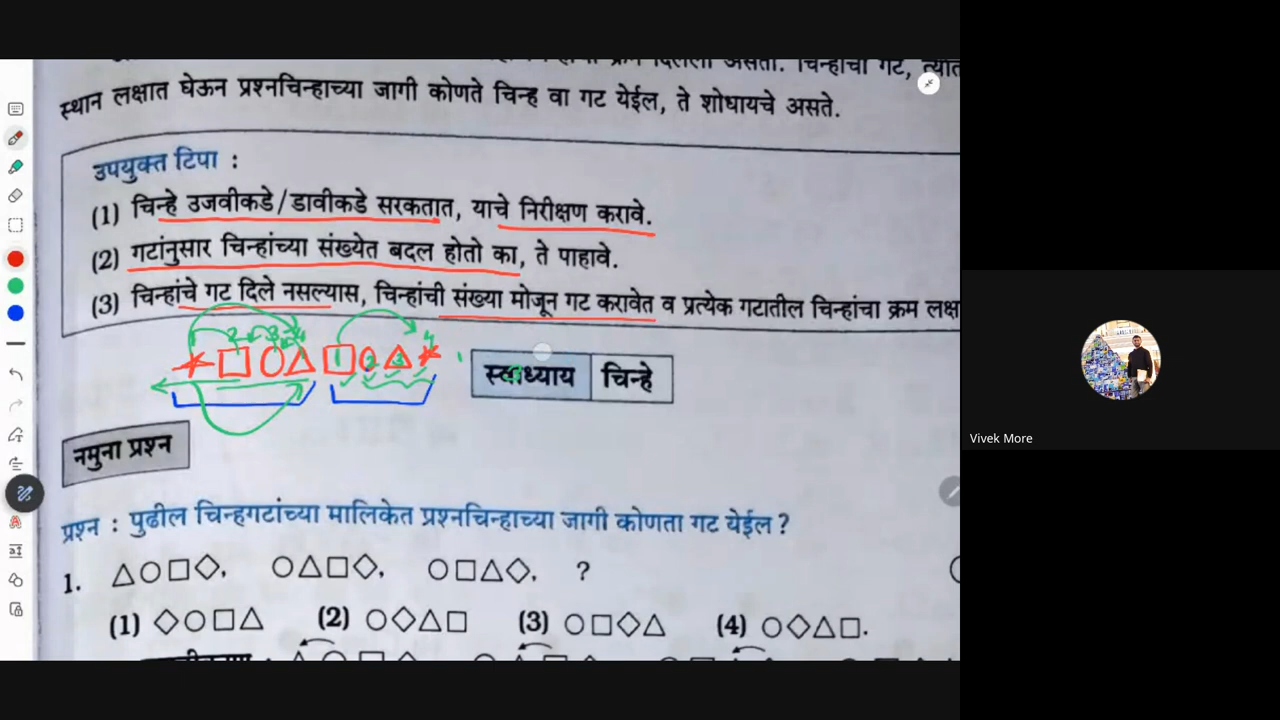 स्थान लक्षात घेऊन प्रश्नचिन्हाच्या जागी कोणते चिन्ह वा गट येईल, ते शोधायचे असते.
उपयुक्त टिपा :
(1) चिन्हे उजवीकडे/डावीकडे सरकतात, याचे निरीक्षण करावे.
(2) गटांनुसार चिन्हांच्या संख्येत बदल होतो का, ते पाहावे.
(3) चिन्हांचे गट दिले नसल्यास, चिन्हांची संख्या मोजून गट करावेत व प्रत्येक गटातील चिन्हांचा क्रम
स्वाध्याय चिन्हे
नमुना प्रश्न
प्रश्न : पुढील चिन्हगटांच्या मालिकेत प्रश्नचिन्हाच्या जागी कोणता गट येईल ?
1. △○□◇, ○△□◇, ○□△◇, ?
(1) ◇○□△ (2) ○◇△□ (3) ○□◇△ (4) ○◇△□.
Vivek More